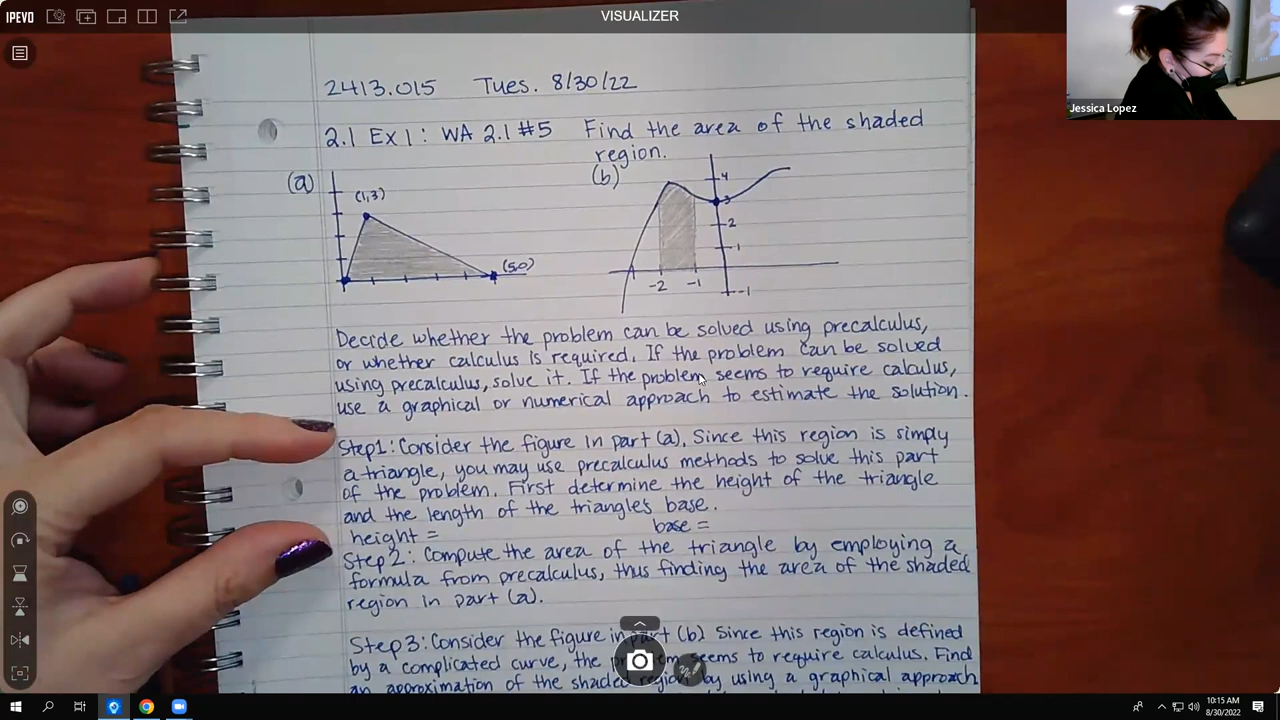 IPEVO
VISUALIZER
Jessica Lopez
2413.015 Tues. 8/30/22
2.1 Ex 1: WA 2.1 #5 Find the area of the shaded
region.
(a)
(1,3)
(5,0)
(b)
4
3
2
1
-2 -1
-1
Decide whether the problem can be solved using precalculus,
or whether calculus is required. If the problem can be solved
using precalculus, solve it. If the problem seems to require calculus,
use a graphical or numerical approach to estimate the solution.
Step1: Consider the figure in part (a). Since this region is simply
a triangle, you may use precalculus methods to solve this part
of the problem. First determine the height of the triangle
and the length of the triangle's base.
height = base =
Step 2: Compute the area of the triangle by employing a
formula from precalculus, thus finding the area of the shaded
region in part (a).
Step 3: Consider the figure in part (b) Since this region is defined
by a complicated curve, the problem seems to require calculus. Find
an approximation of the shaded region by using a graphical approach
10:15 AM
8/30/2022